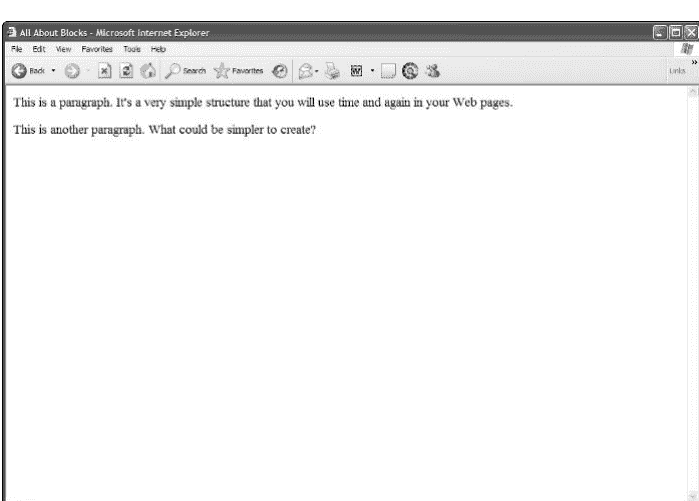 All About Blocks - Microsoft Internet Explorer
File Edit View Favorites Tools Help
Back Search Favorites Links »
This is a paragraph. It's a very simple structure that you will use time and again in your Web pages.
This is another paragraph. What could be simpler to create?